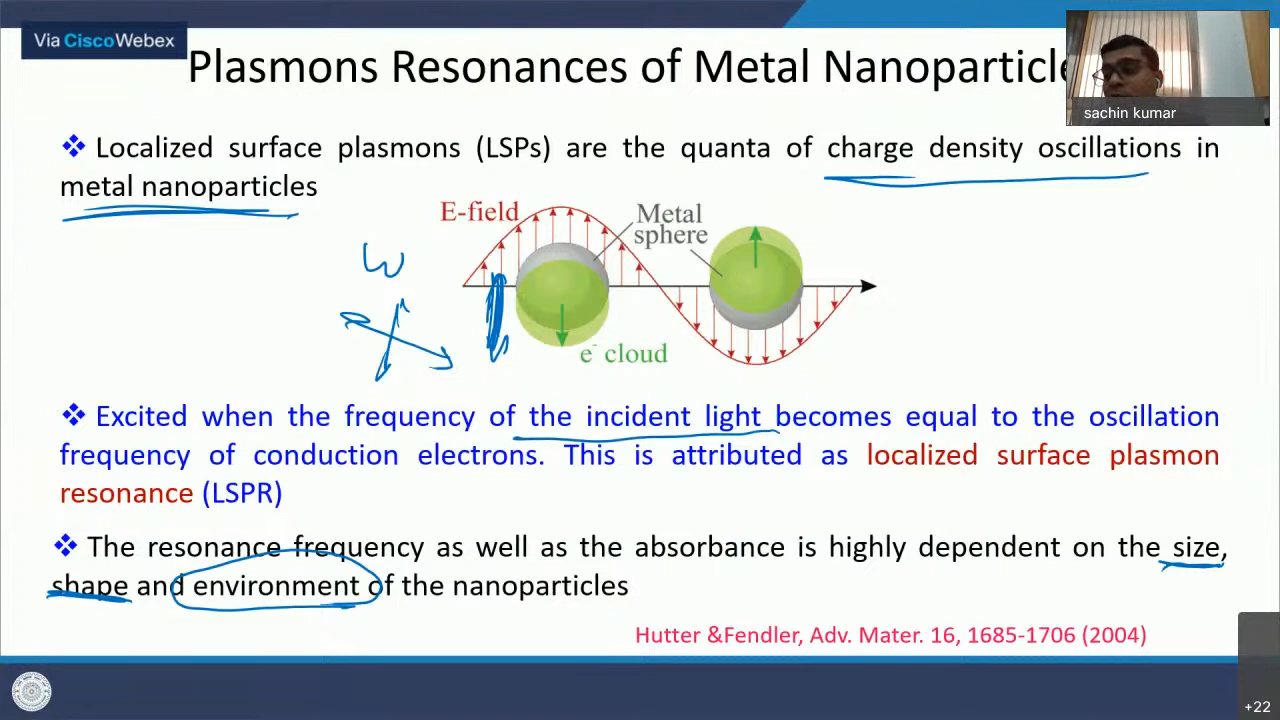 Via Cisco Webex
Plasmons Resonances of Metal Nanoparticle
sachin kumar
❖ Localized surface plasmons (LSPs) are the quanta of charge density oscillations in
metal nanoparticles
E-field
Metal
sphere
ω
e⁻ cloud
❖ Excited when the frequency of the incident light becomes equal to the oscillation
frequency of conduction electrons. This is attributed as localized surface plasmon
resonance (LSPR)
❖ The resonance frequency as well as the absorbance is highly dependent on the size,
shape and environment of the nanoparticles
Hutter &Fendler, Adv. Mater. 16, 1685-1706 (2004)
+22